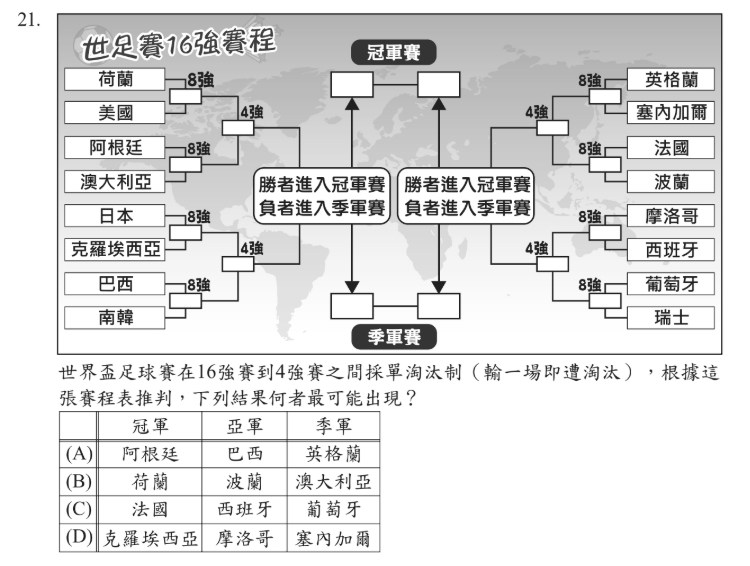 21.
世足賽16強賽程
冠軍賽
荷蘭
8強
美國
4強
阿根廷
8強
澳大利亞
日本
8強
克羅埃西亞
4強
巴西
8強
南韓
勝者進入冠軍賽
負者進入季軍賽
勝者進入冠軍賽
負者進入季軍賽
8強
英格蘭
4強
塞內加爾
8強
法國
波蘭
8強
摩洛哥
4強
西班牙
8強
葡萄牙
瑞士
季軍賽
世界盃足球賽在16強賽到4強賽之間採單淘汰制（輸一場即遭淘汰），根據這
張賽程表推判，下列結果何者最可能出現？
冠軍 亞軍 季軍
(A) 阿根廷 巴西 英格蘭
(B) 荷蘭 波蘭 澳大利亞
(C) 法國 西班牙 葡萄牙
(D) 克羅埃西亞 摩洛哥 塞內加爾